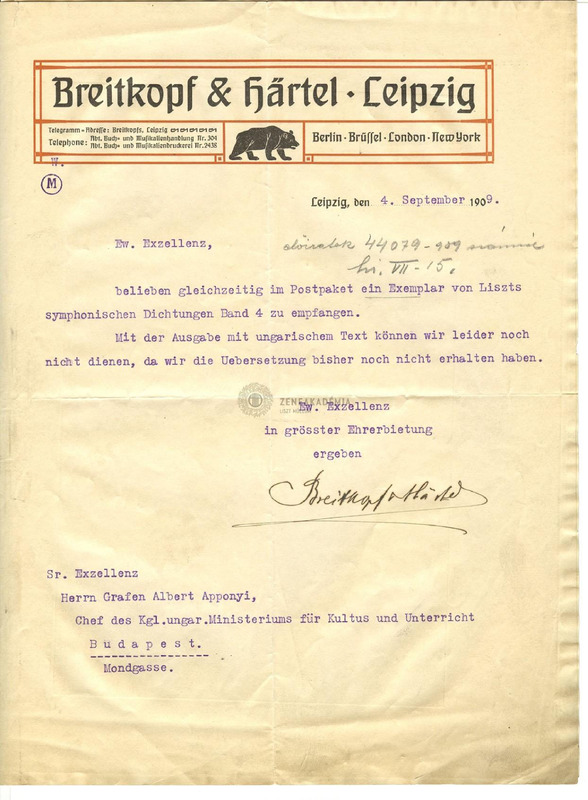 Breitkopf & Härtel · Leipzig
Telegramm-Adresse: Breitkopfs, Leipzig
Telephone: Abt. Buch- und Musikalienhandlung Nr. 304
Abt. Buch- und Musikaliendruckerei Nr. 2438
Berlin · Brüssel · London · New York
W.
M
Leipzig, den 4. September 1909.
Ew. Exzellenz,
44079-909
VII-15.
belieben gleichzeitig im Postpaket ein Exemplar von Liszts
symphonischen Dichtungen Band 4 zu empfangen.
Mit der Ausgabe mit ungarischem Text können wir leider noch
nicht dienen, da wir die Uebersetzung bisher noch nicht erhalten haben.
ZENEAKADÉMIA
Ew. Exzellenz
in grösster Ehrerbietung
ergeben
Breitkopf & Härtel
Sr. Exzellenz
Herrn Grafen Albert Apponyi,
Chef des Kgl.ungar.Ministeriums für Kultus und Unterricht
Budapest.
Mondgasse.